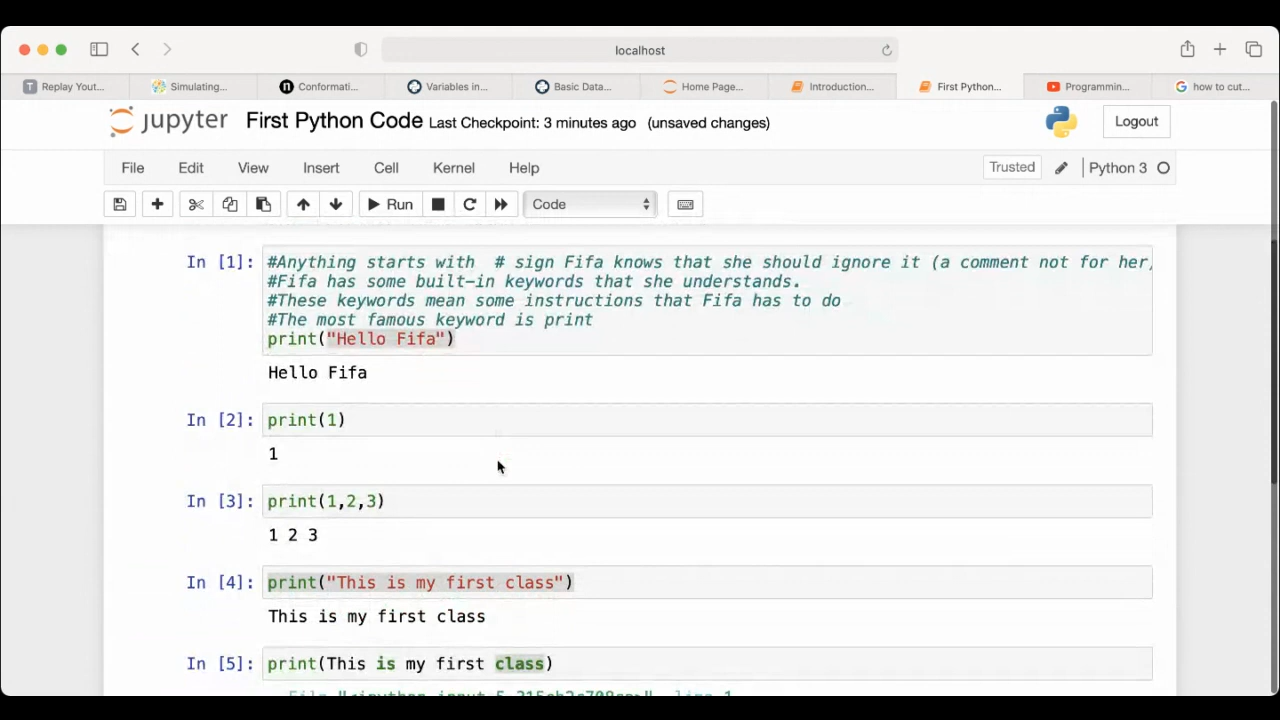 localhost
Replay Yout...
Simulating...
Conformati...
Variables in...
Basic Data...
Home Page...
Introduction...
First Python...
Programmin...
how to cut...
jupyter First Python Code Last Checkpoint: 3 minutes ago (unsaved changes)
Logout
File Edit View Insert Cell Kernel Help
Trusted Python 3
Run Code
In [1]: #Anything starts with  # sign Fifa knows that she should ignore it (a comment not for her)
#Fifa has some built-in keywords that she understands.
#These keywords mean some instructions that Fifa has to do
#The most famous keyword is print
print("Hello Fifa")
Hello Fifa
In [2]: print(1)
1
In [3]: print(1,2,3)
1 2 3
In [4]: print("This is my first class")
This is my first class
In [5]: print(This is my first class)